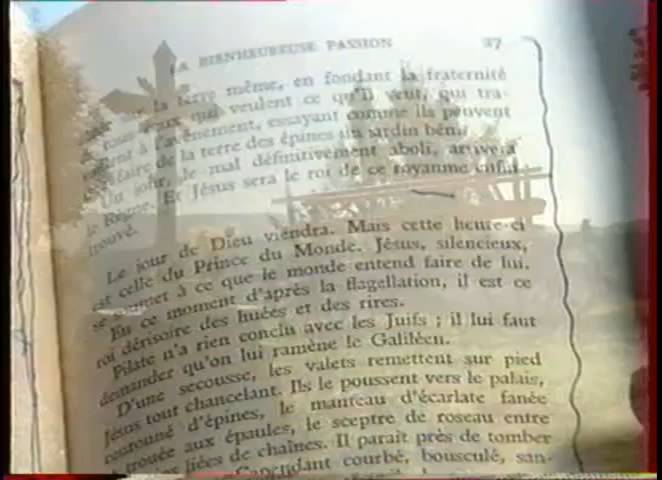 LA BIENHEUREUSE PASSION 27
la terre même, en fondant la fraternité
tous ceux qui veulent ce qu'Il veut, qui tra-
à l'avènement, essayant comme ils peuvent
faire de la terre des épines un jardin béni.
Un jour, le mal définitivement aboli, arrivera
le Règne. Et Jésus sera le roi de ce royaume enfin
trouvé.
Le jour de Dieu viendra. Mais cette heure-ci
est celle du Prince du Monde. Jésus, silencieux,
se soumet à ce que le monde entend faire de lui.
En ce moment d'après la flagellation, il est ce
roi dérisoire des huées et des rires.
Pilate n'a rien conclu avec les Juifs ; il lui faut
demander qu'on lui ramène le Galiléen.
D'une secousse, les valets remettent sur pied
Jésus tout chancelant. Ils le poussent vers le palais,
couronné d'épines, le manteau d'écarlate fanée
trouée aux épaules, le sceptre de roseau entre
liées de chaînes. Il paraît près de tomber
Cependant courbé, bousculé, san-